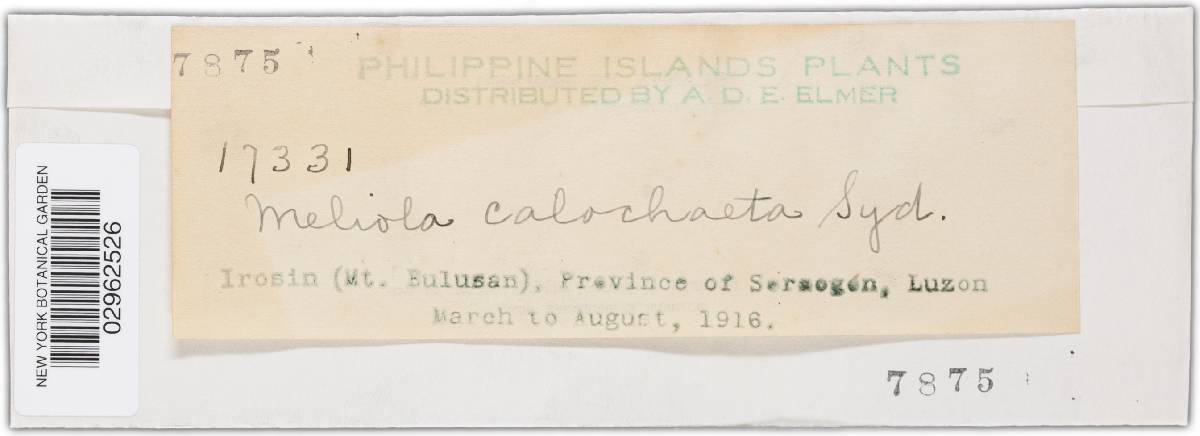 7875
PHILIPPINE ISLANDS PLANTS
DISTRIBUTED BY A. D. E. ELMER
17331
Meliola calochaeta Syd.
Irosin (Mt. Bulusan), Province of Sorsogon, Luzon
March to August, 1916.
7875
NEW YORK BOTANICAL GARDEN
02962526